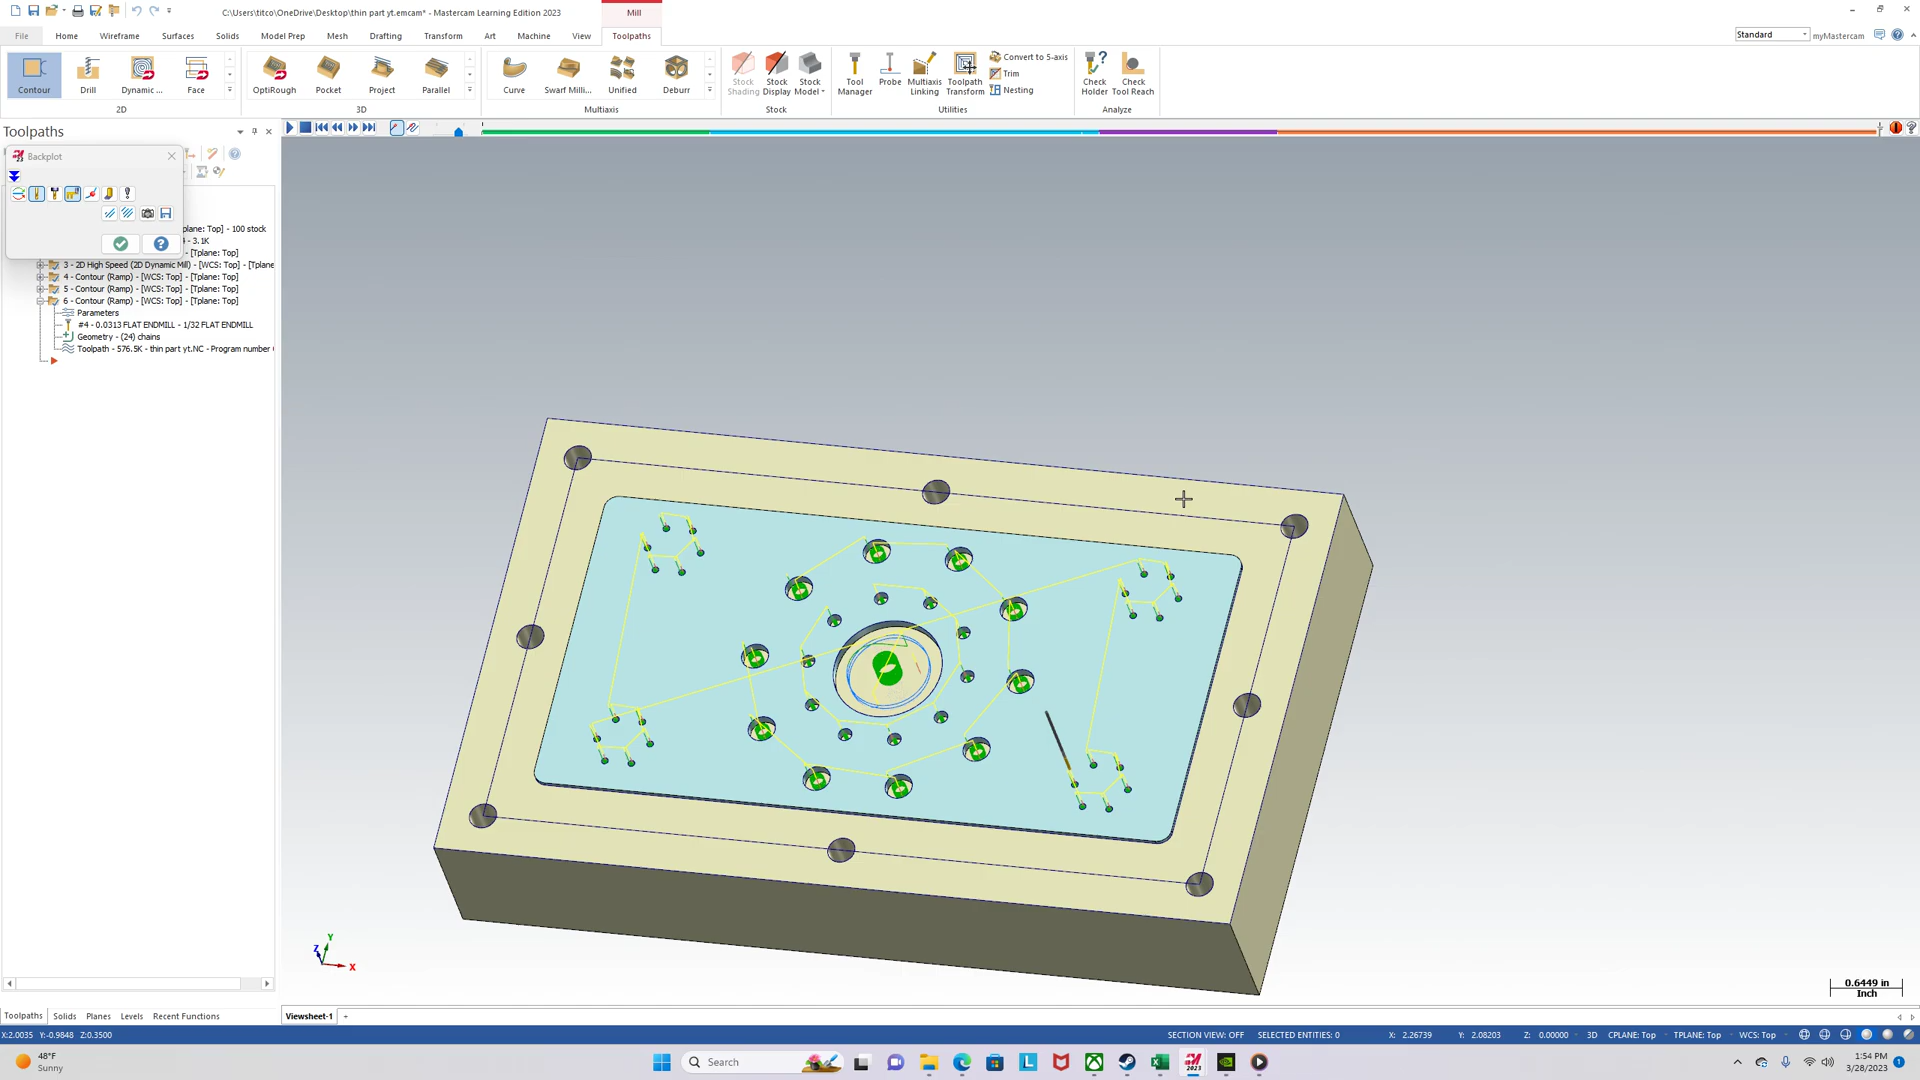 C:\Users\titco\OneDrive\Desktop\thin part yt.emcam* - Mastercam Learning Edition 2023
Mill
File Home Wireframe Surfaces Solids Model Prep Mesh Drafting Transform Art Machine View Toolpaths
Standard
myMastercam
Contour Drill Dynamic ... Face
2D
OptiRough Pocket Project Parallel
3D
Curve Swarf Milli... Unified Deburr
Multiaxis
Stock Shading
Stock Display
Stock Model
Stock
Tool Manager
Probe
Multiaxis Linking
Toolpath Transform
Convert to 5-axis
Trim
Nesting
Utilities
Check Holder
Check Tool Reach
Analyze
Toolpaths
Backplot
plane: Top] - 100 stock
4 - 3.1K
- [Tplane: Top]
3 - 2D High Speed (2D Dynamic Mill) - [WCS: Top] - [Tplane
4 - Contour (Ramp) - [WCS: Top] - [Tplane: Top]
5 - Contour (Ramp) - [WCS: Top] - [Tplane: Top]
6 - Contour (Ramp) - [WCS: Top] - [Tplane: Top]
Parameters
#4 - 0.0313 FLAT ENDMILL - 1/32 FLAT ENDMILL
Geometry - (24) chains
Toolpath - 576.5K - thin part yt.NC - Program number
Y
Z
X
0.6449 in
Inch
Toolpaths Solids Planes Levels Recent Functions
Viewsheet-1 +
X:2.0035 Y:-0.9848 Z:0.3500
SECTION VIEW: OFF SELECTED ENTITIES: 0 X: 2.26739 Y: 2.08203 Z: 0.00000 3D CPLANE: Top TPLANE: Top WCS: Top
48°F
Sunny
Search
2023
1:54 PM
3/28/2023
1